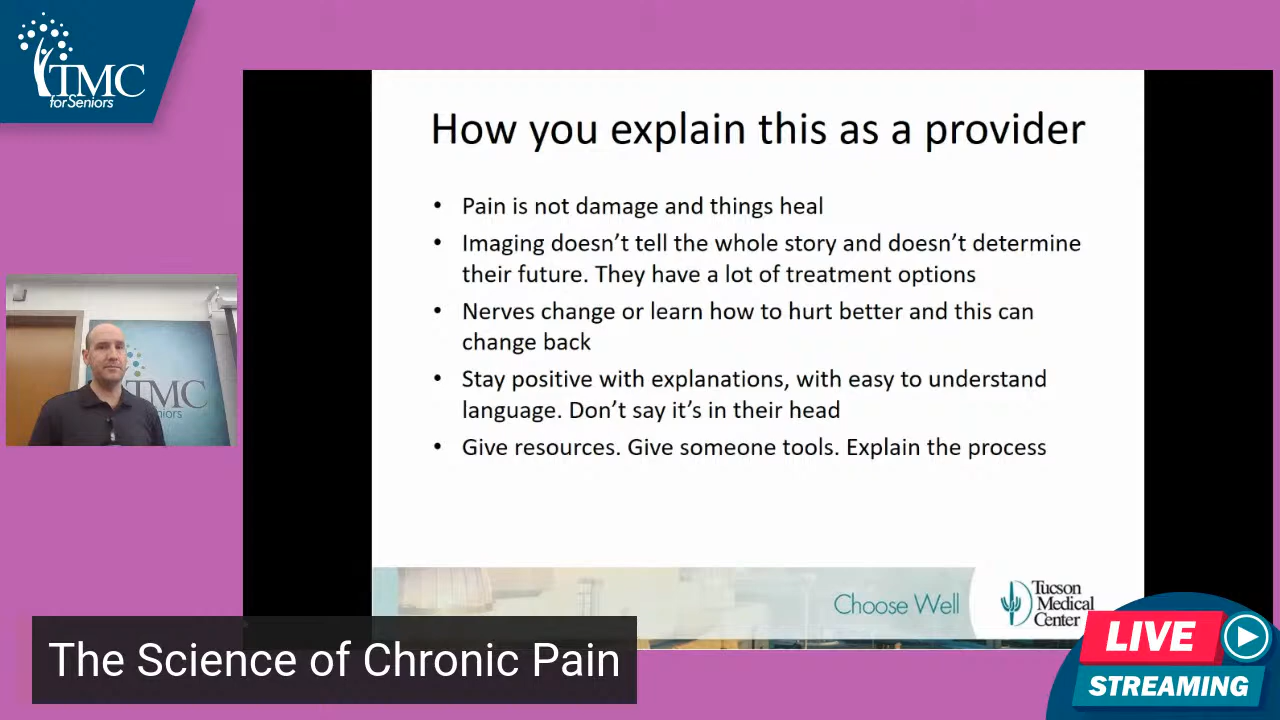 TMC
for Seniors
How you explain this as a provider
• Pain is not damage and things heal
• Imaging doesn't tell the whole story and doesn't determine
their future. They have a lot of treatment options
• Nerves change or learn how to hurt better and this can
change back
• Stay positive with explanations, with easy to understand
language. Don't say it's in their head
• Give resources. Give someone tools. Explain the process
TMC
Seniors
Choose Well
Tucson
Medical
Center
The Science of Chronic Pain
LIVE
STREAMING